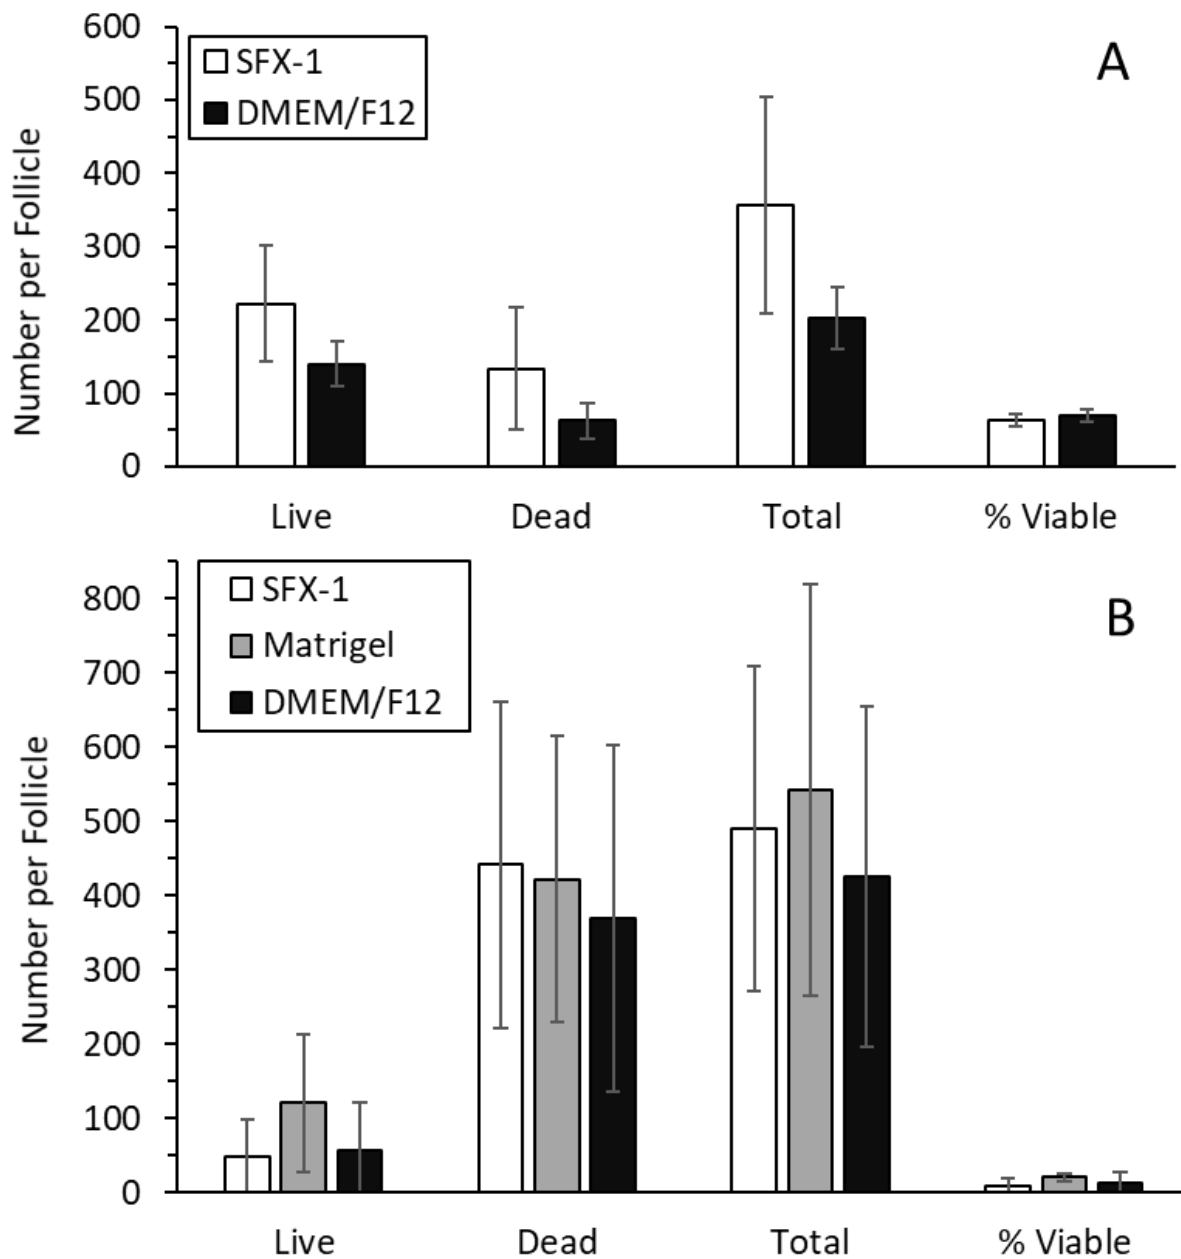 A
SFX-1
DMEM/F12
Number per Follicle
600
500
400
300
200
100
0
Live Dead Total % Viable
B
SFX-1
Matrigel
DMEM/F12
Number per Follicle
800
700
600
500
400
300
200
100
0
Live Dead Total % Viable